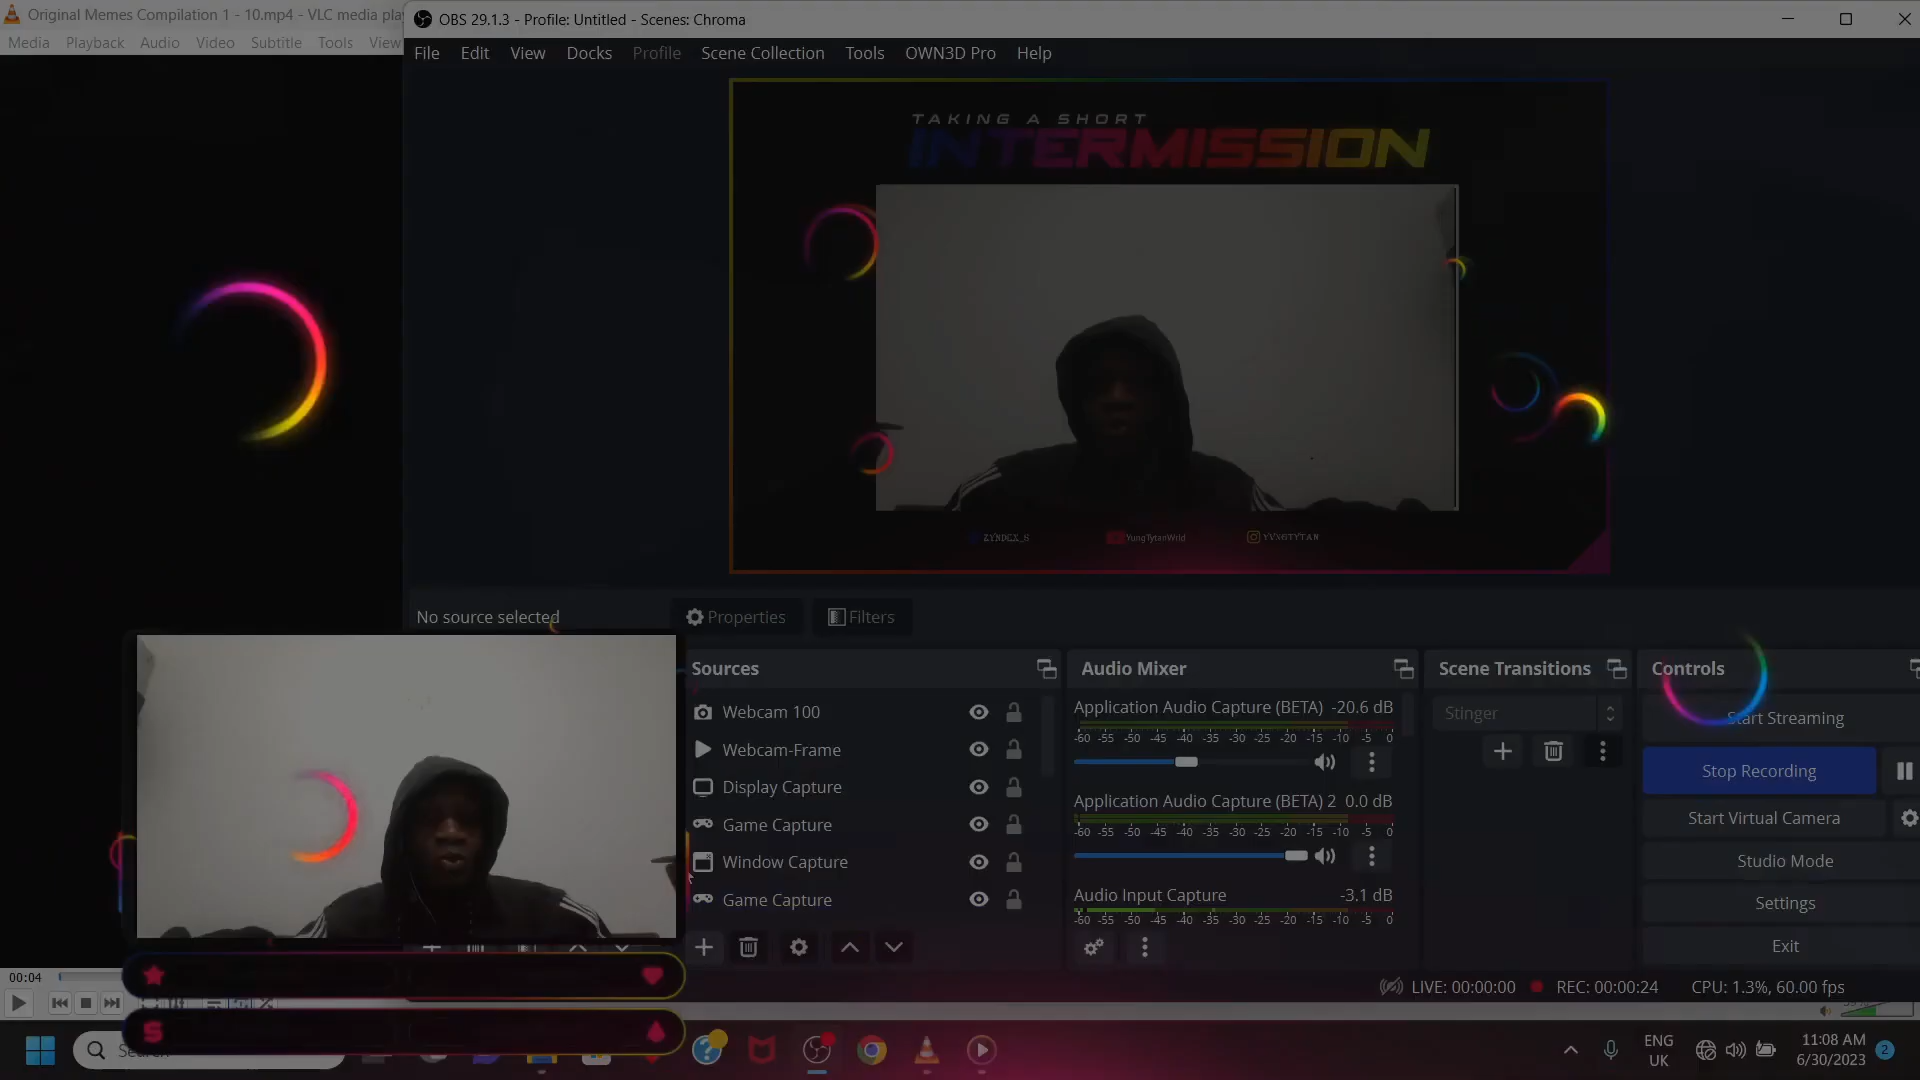 Original Memes Compilation 1 - 10.mp4 - VLC media play
Media Playback Audio Video Subtitle Tools View
OBS 29.1.3 - Profile: Untitled - Scenes: Chroma
File Edit View Docks Profile Scene Collection Tools OWN3D Pro Help
TAKING A SHORT
INTERMISSION
ZYNDEX_S YungTytanWrld YUNGTYTAN
No source selected Properties Filters
Sources
Webcam 100
Webcam-Frame
Display Capture
Game Capture
Window Capture
Game Capture
Audio Mixer
Application Audio Capture (BETA) -20.6 dB
-60 -55 -50 -45 -40 -35 -30 -25 -20 -15 -10 -5 0
Application Audio Capture (BETA) 2 0.0 dB
-60 -55 -50 -45 -40 -35 -30 -25 -20 -15 -10 -5 0
Audio Input Capture -3.1 dB
-60 -55 -50 -45 -40 -35 -30 -25 -20 -15 -10 -5 0
Scene Transitions
Stinger
Controls
Start Streaming
Stop Recording
Start Virtual Camera
Studio Mode
Settings
Exit
LIVE: 00:00:00 REC: 00:00:24 CPU: 1.3%, 60.00 fps
00:04
S
Search
ENG
UK
11:08 AM
6/30/2023
2